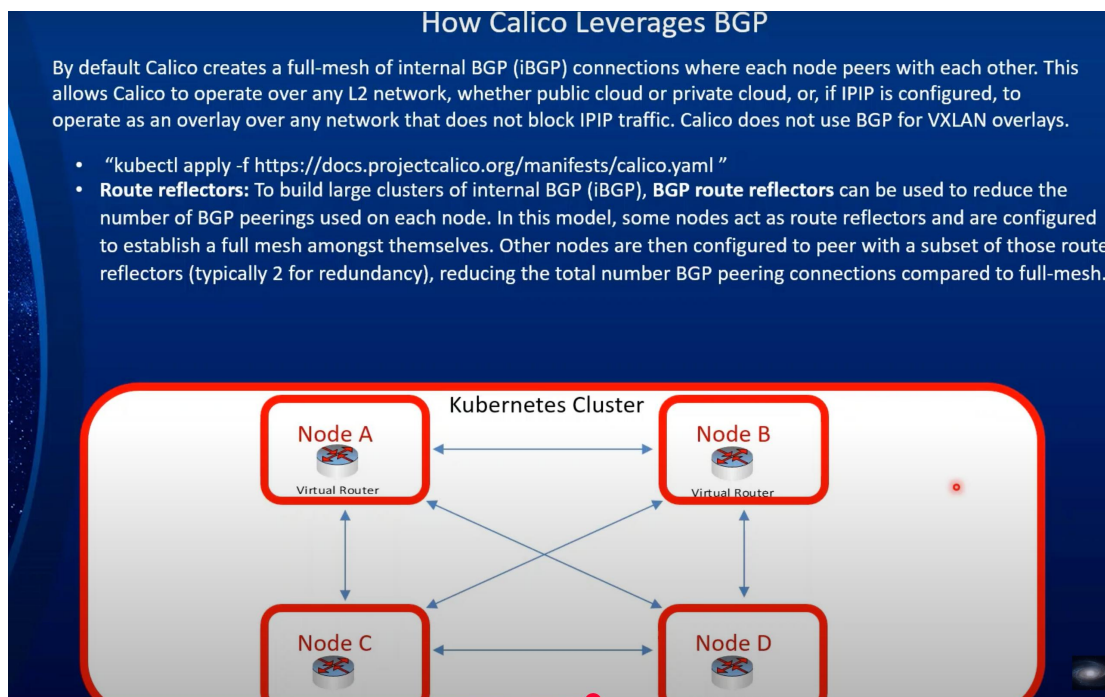 How Calico Leverages BGP
By default Calico creates a full-mesh of internal BGP (iBGP) connections where each node peers with each other. This
allows Calico to operate over any L2 network, whether public cloud or private cloud, or, if IPIP is configured, to
operate as an overlay over any network that does not block IPIP traffic. Calico does not use BGP for VXLAN overlays.
• “kubectl apply -f https://docs.projectcalico.org/manifests/calico.yaml ”
• Route reflectors: To build large clusters of internal BGP (iBGP), BGP route reflectors can be used to reduce the
number of BGP peerings used on each node. In this model, some nodes act as route reflectors and are configured
to establish a full mesh amongst themselves. Other nodes are then configured to peer with a subset of those route
reflectors (typically 2 for redundancy), reducing the total number BGP peering connections compared to full-mesh.
Kubernetes Cluster
Node A
Virtual Router
Node B
Virtual Router
Node C
Node D